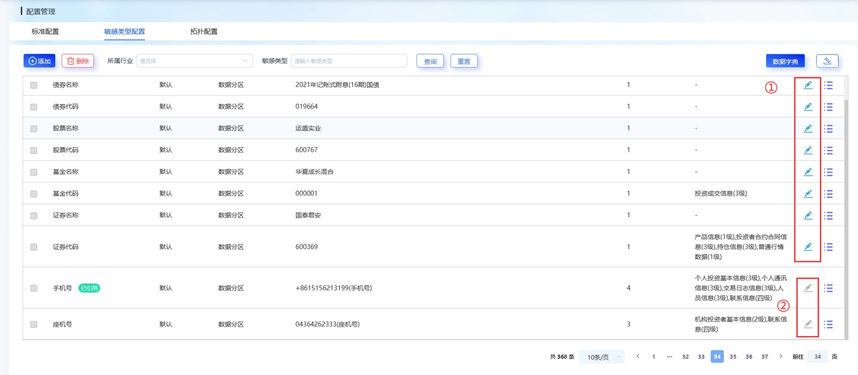 配置管理
标准配置 敏感类型配置 拓扑配置
添加 删除 所属行业 请选择 敏感类型 请输入敏感类型 查询 重置 数据字典
债券名称 默认 数据分区 2021年记账式附息(16期)国债 1 -
①
债券代码 默认 数据分区 019664 1 -
股票名称 默认 数据分区 运盛实业 1 -
股票代码 默认 数据分区 600767 1 -
基金名称 默认 数据分区 华夏成长混合 1 -
基金代码 默认 数据分区 000001 1 投资成交信息(3级)
证券名称 默认 数据分区 国泰君安 1 -
证券代码 默认 数据分区 600369 1 产品信息(1级),投资者合约合同信
息(3级),持仓信息(3级),普通行情
数据(1级)
手机号 已引用 默认 数据分区 +8615156213199(手机号) 4 个人投资基本信息(3级),个人通讯
信息(3级),交易日志信息(3级),人
员信息(3级),联系信息(四级)
②
座机号 默认 数据分区 04364262333(座机号) 3 机构投资者基本信息(2级),联系信
息(四级)
共 368 条 10条/页 1 ··· 32 33 34 35 36 37 前往 34 页